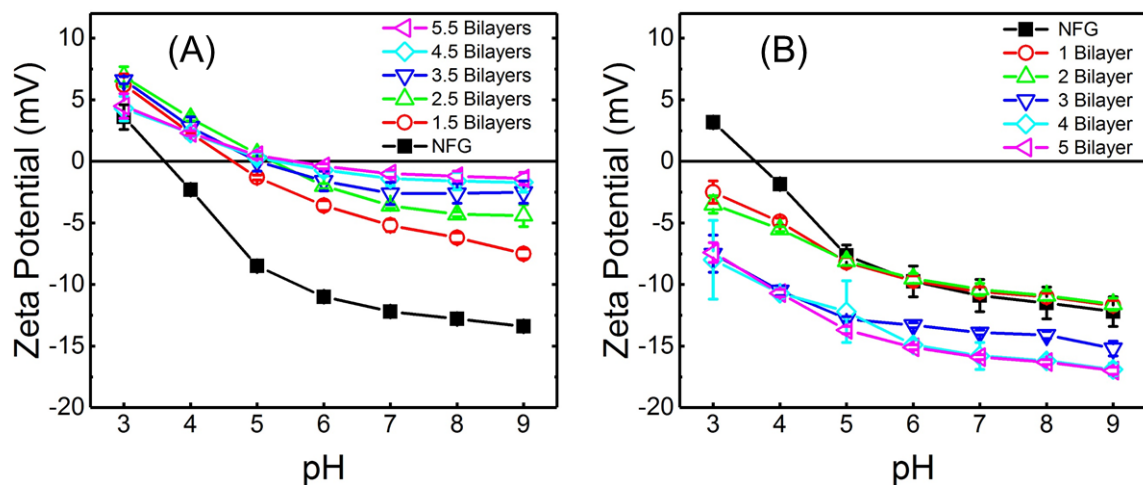 (A)
5.5 Bilayers
4.5 Bilayers
3.5 Bilayers
2.5 Bilayers
1.5 Bilayers
NFG
Zeta Potential (mV)
10
5
0
-5
-10
-15
-20
3 4 5 6 7 8 9
pH
(B)
NFG
1 Bilayer
2 Bilayer
3 Bilayer
4 Bilayer
5 Bilayer
Zeta Potential (mV)
10
5
0
-5
-10
-15
-20
3 4 5 6 7 8 9
pH